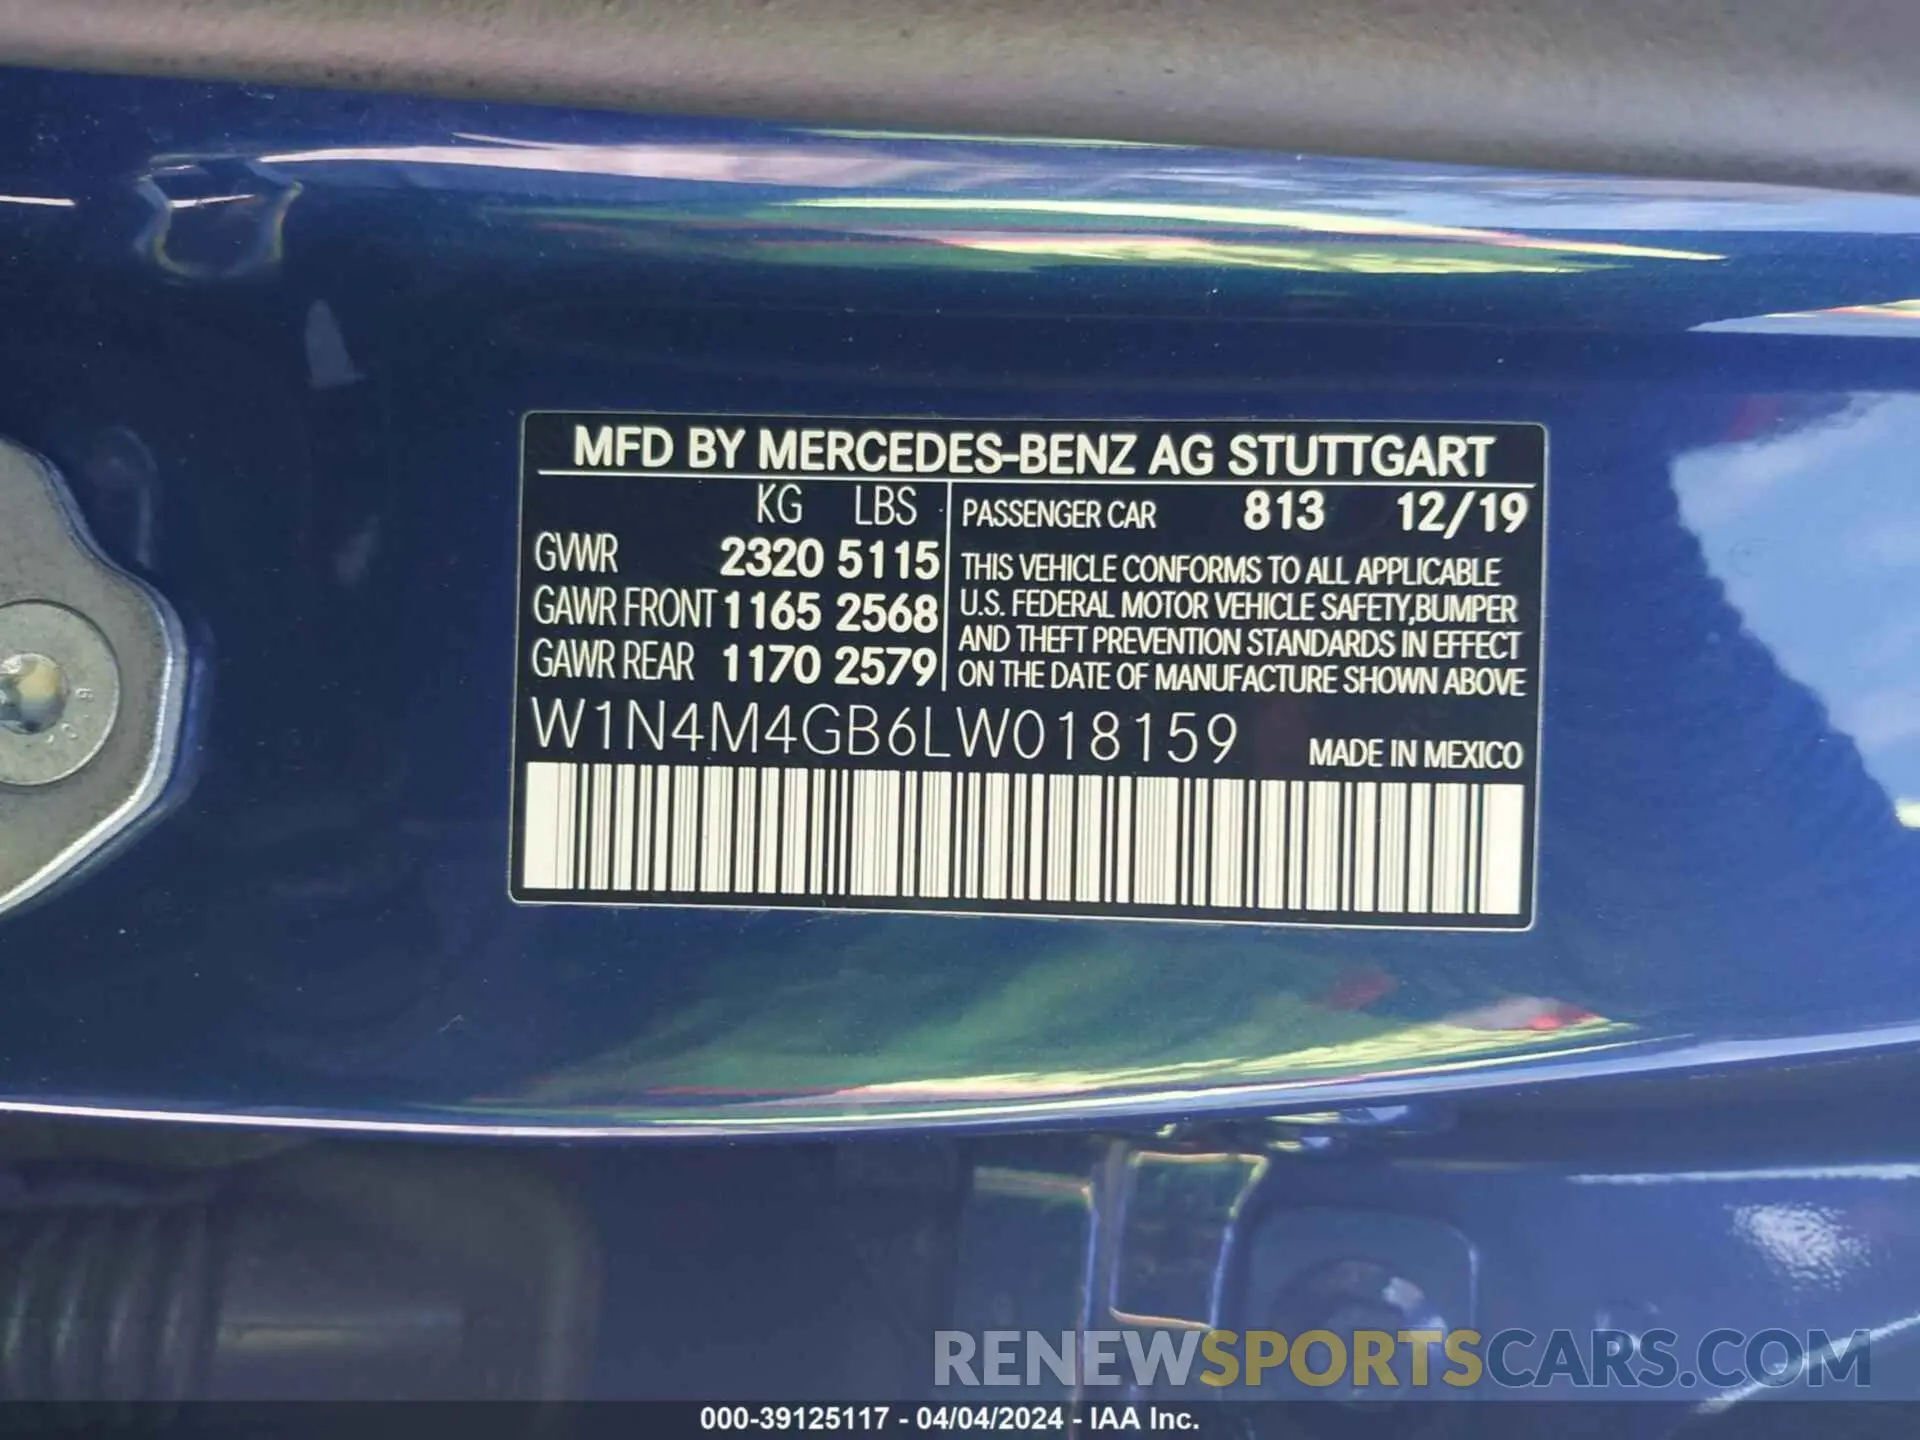 MFD BY MERCEDES-BENZ AG STUTTGART
KG LBS
GVWR 2320 5115
GAWR FRONT 1165 2568
GAWR REAR 1170 2579
PASSENGER CAR 813 12/19
THIS VEHICLE CONFORMS TO ALL APPLICABLE
U.S. FEDERAL MOTOR VEHICLE SAFETY,BUMPER
AND THEFT PREVENTION STANDARDS IN EFFECT
ON THE DATE OF MANUFACTURE SHOWN ABOVE
W1N4M4GB6LW018159
MADE IN MEXICO
RENEWSPORTSCARS.COM
000-39125117 - 04/04/2024 - IAA Inc.